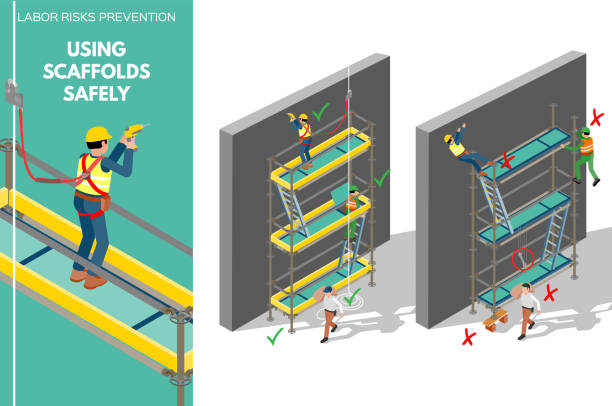 LABOR RISKS PREVENTION
USING
SCAFFOLDS
SAFELY